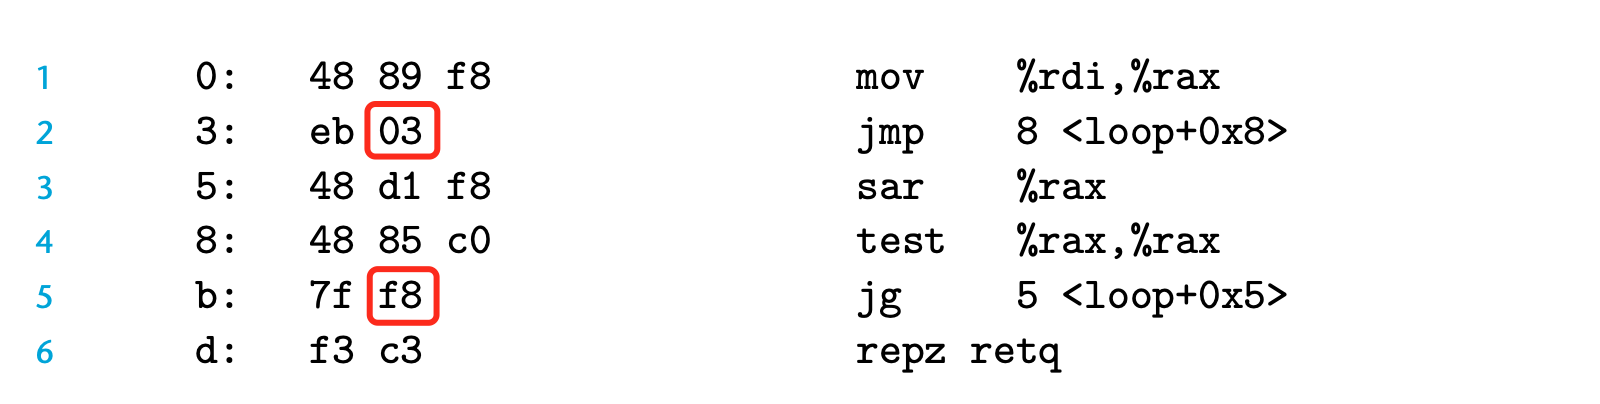 1 0: 48 89 f8 mov %rdi,%rax
2 3: eb 03 jmp 8 <loop+0x8>
3 5: 48 d1 f8 sar %rax
4 8: 48 85 c0 test %rax,%rax
5 b: 7f f8 jg 5 <loop+0x5>
6 d: f3 c3 repz retq